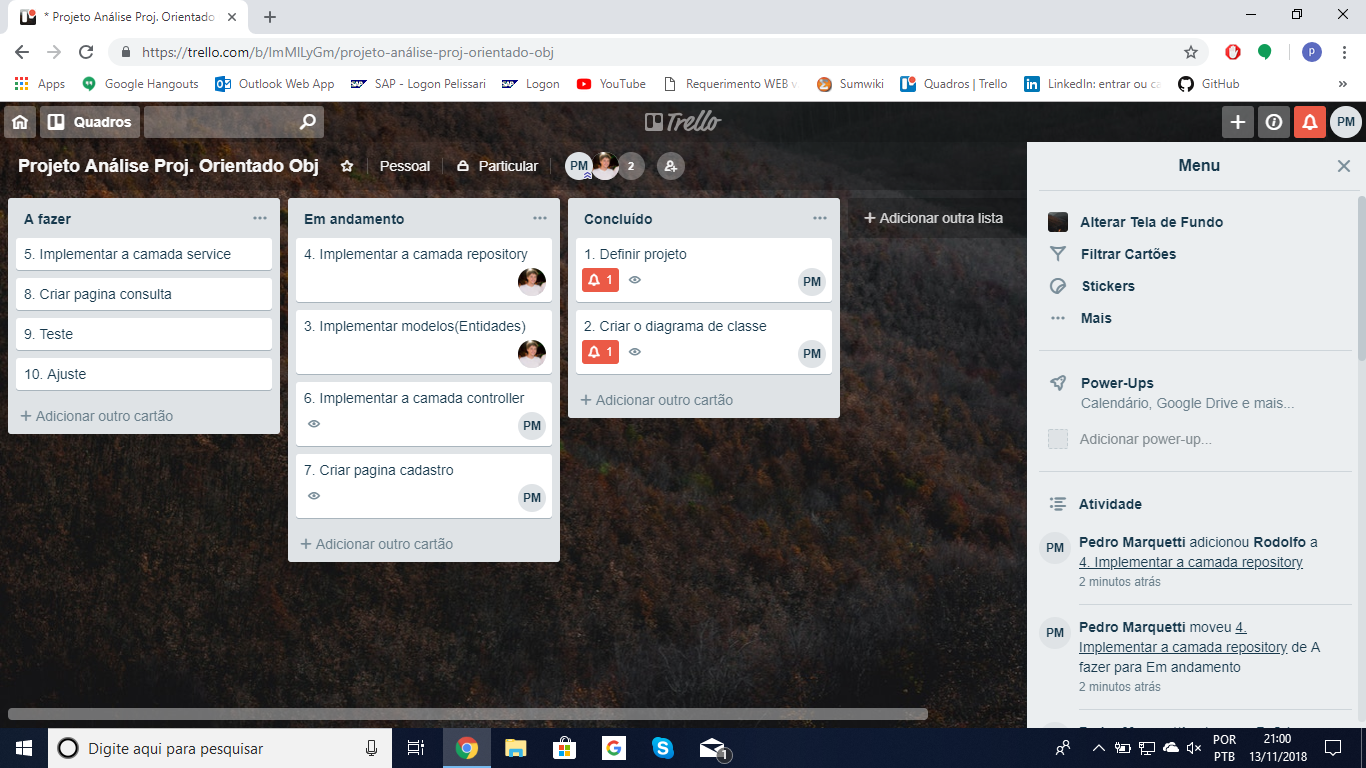 * Projeto Análise Proj. Orientado
https://trello.com/b/ImMlLyGm/projeto-análise-proj-orientado-obj
p
Apps
Google Hangouts
Outlook Web App
SAP - Logon Pelissari
Logon
YouTube
Requerimento WEB v
Sumwiki
Quadros | Trello
LinkedIn: entrar ou ca
GitHub
»
Quadros
Trello
PM
Projeto Análise Proj. Orientado Obj
Pessoal
Particular
PM
2
A fazer
5. Implementar a camada service
8. Criar pagina consulta
9. Teste
10. Ajuste
+ Adicionar outro cartão
Em andamento
4. Implementar a camada repository
3. Implementar modelos(Entidades)
6. Implementar a camada controller
PM
7. Criar pagina cadastro
PM
+ Adicionar outro cartão
Concluído
1. Definir projeto
1
PM
2. Criar o diagrama de classe
1
PM
+ Adicionar outro cartão
+ Adicionar outra lista
Menu
Alterar Tela de Fundo
Filtrar Cartões
Stickers
Mais
Power-Ups
Calendário, Google Drive e mais...
Adicionar power-up...
Atividade
PM
Pedro Marquetti adicionou Rodolfo a
4. Implementar a camada repository
2 minutos atrás
PM
Pedro Marquetti moveu 4.
Implementar a camada repository de A
fazer para Em andamento
2 minutos atrás
Digite aqui para pesquisar
1
POR
PTB
21:00
13/11/2018